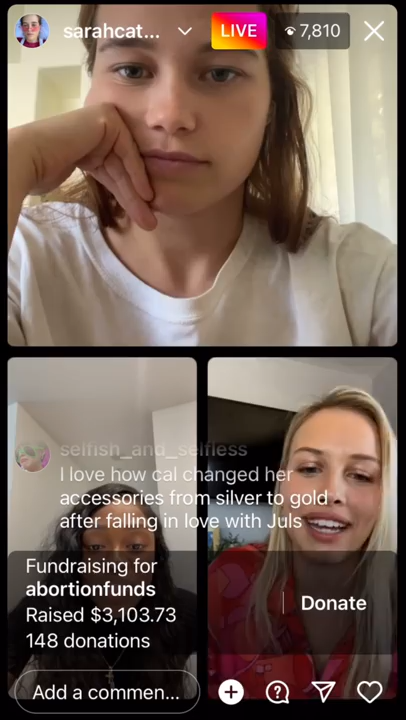 sarahcat...
LIVE
7,810
selfish_and_selfless
I love how cal changed her
accessories from silver to gold
after falling in love with Juls
Fundraising for
abortionfunds
Raised $3,103.73
148 donations
Donate
Add a commen...